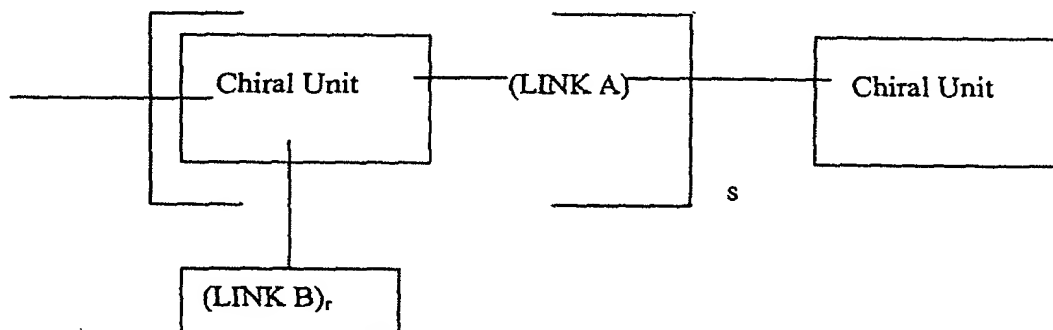 Chiral Unit (LINK A) Chiral Unit
s
(LINK B)r